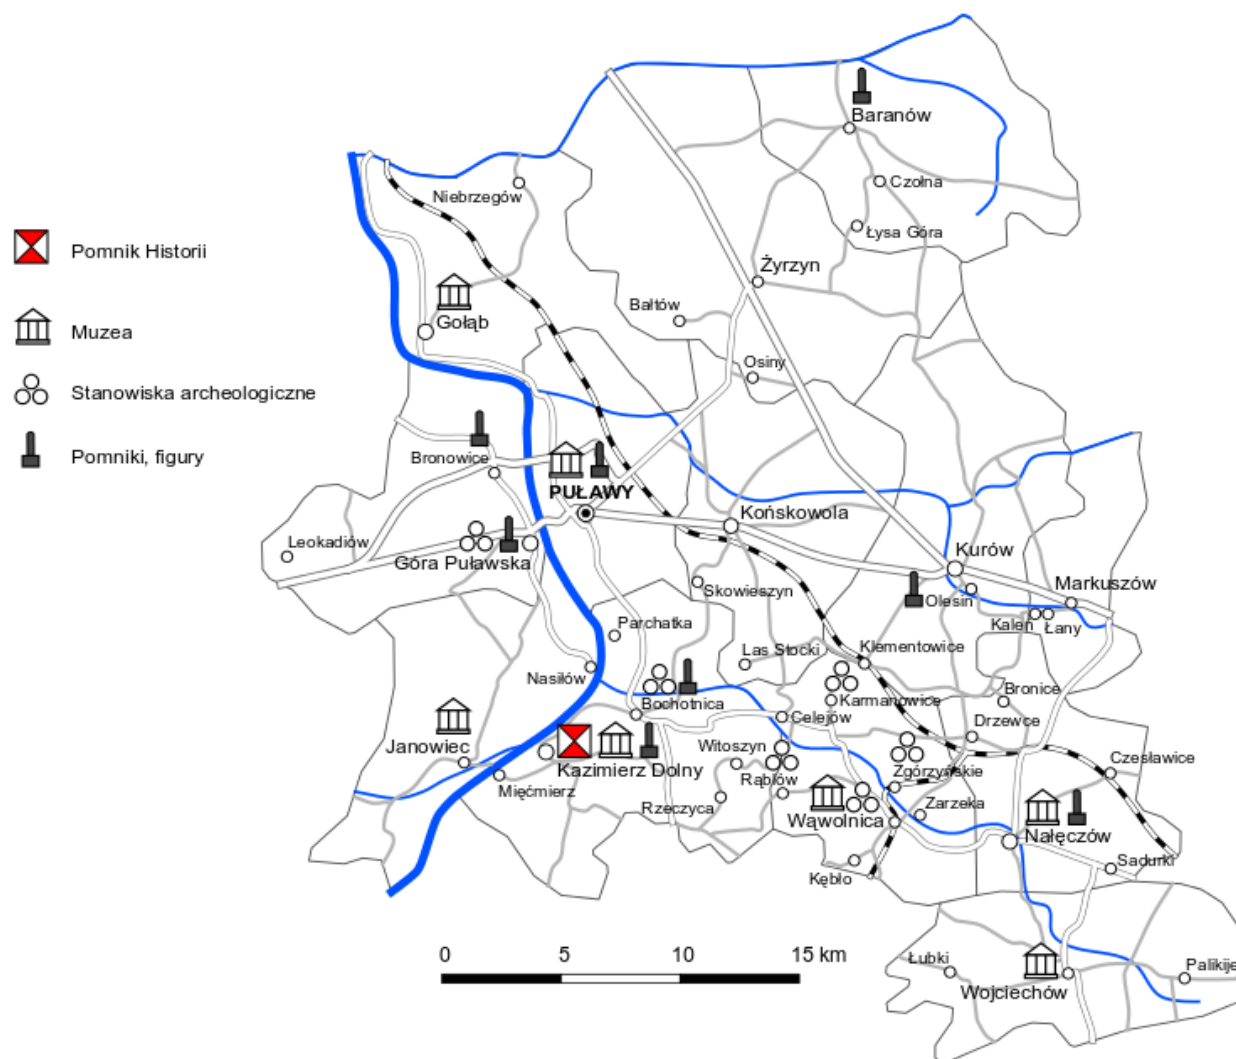 Baranów
Czołna
Niebrzegów
Łysa Góra
Pomnik Historii
Żyrzyn
Bałtów
Muzea
Gołąb
Osiny
Stanowiska archeologiczne
Pomniki, figury
Bronowice
PUŁAWY
Końskowola
Leokadiów
Góra Puławska
Kurów
Markuszów
Skowieszyn
Olesin
Kaleń
Łany
Parchatka
Las Stocki
Klementowice
Nasiłów
Bochotnica
Karmanowice
Bronice
Celejów
Drzewce
Janowiec
Witoszyn
Czesławice
Kazimierz Dolny
Zgórzyńskie
Mięćmierz
Rąblów
Rzeczyca
Wąwolnica
Zarzeka
Nałęczów
Kębło
Sadurki
0 5 10 15 km
Łubki
Wojciechów
Palikije